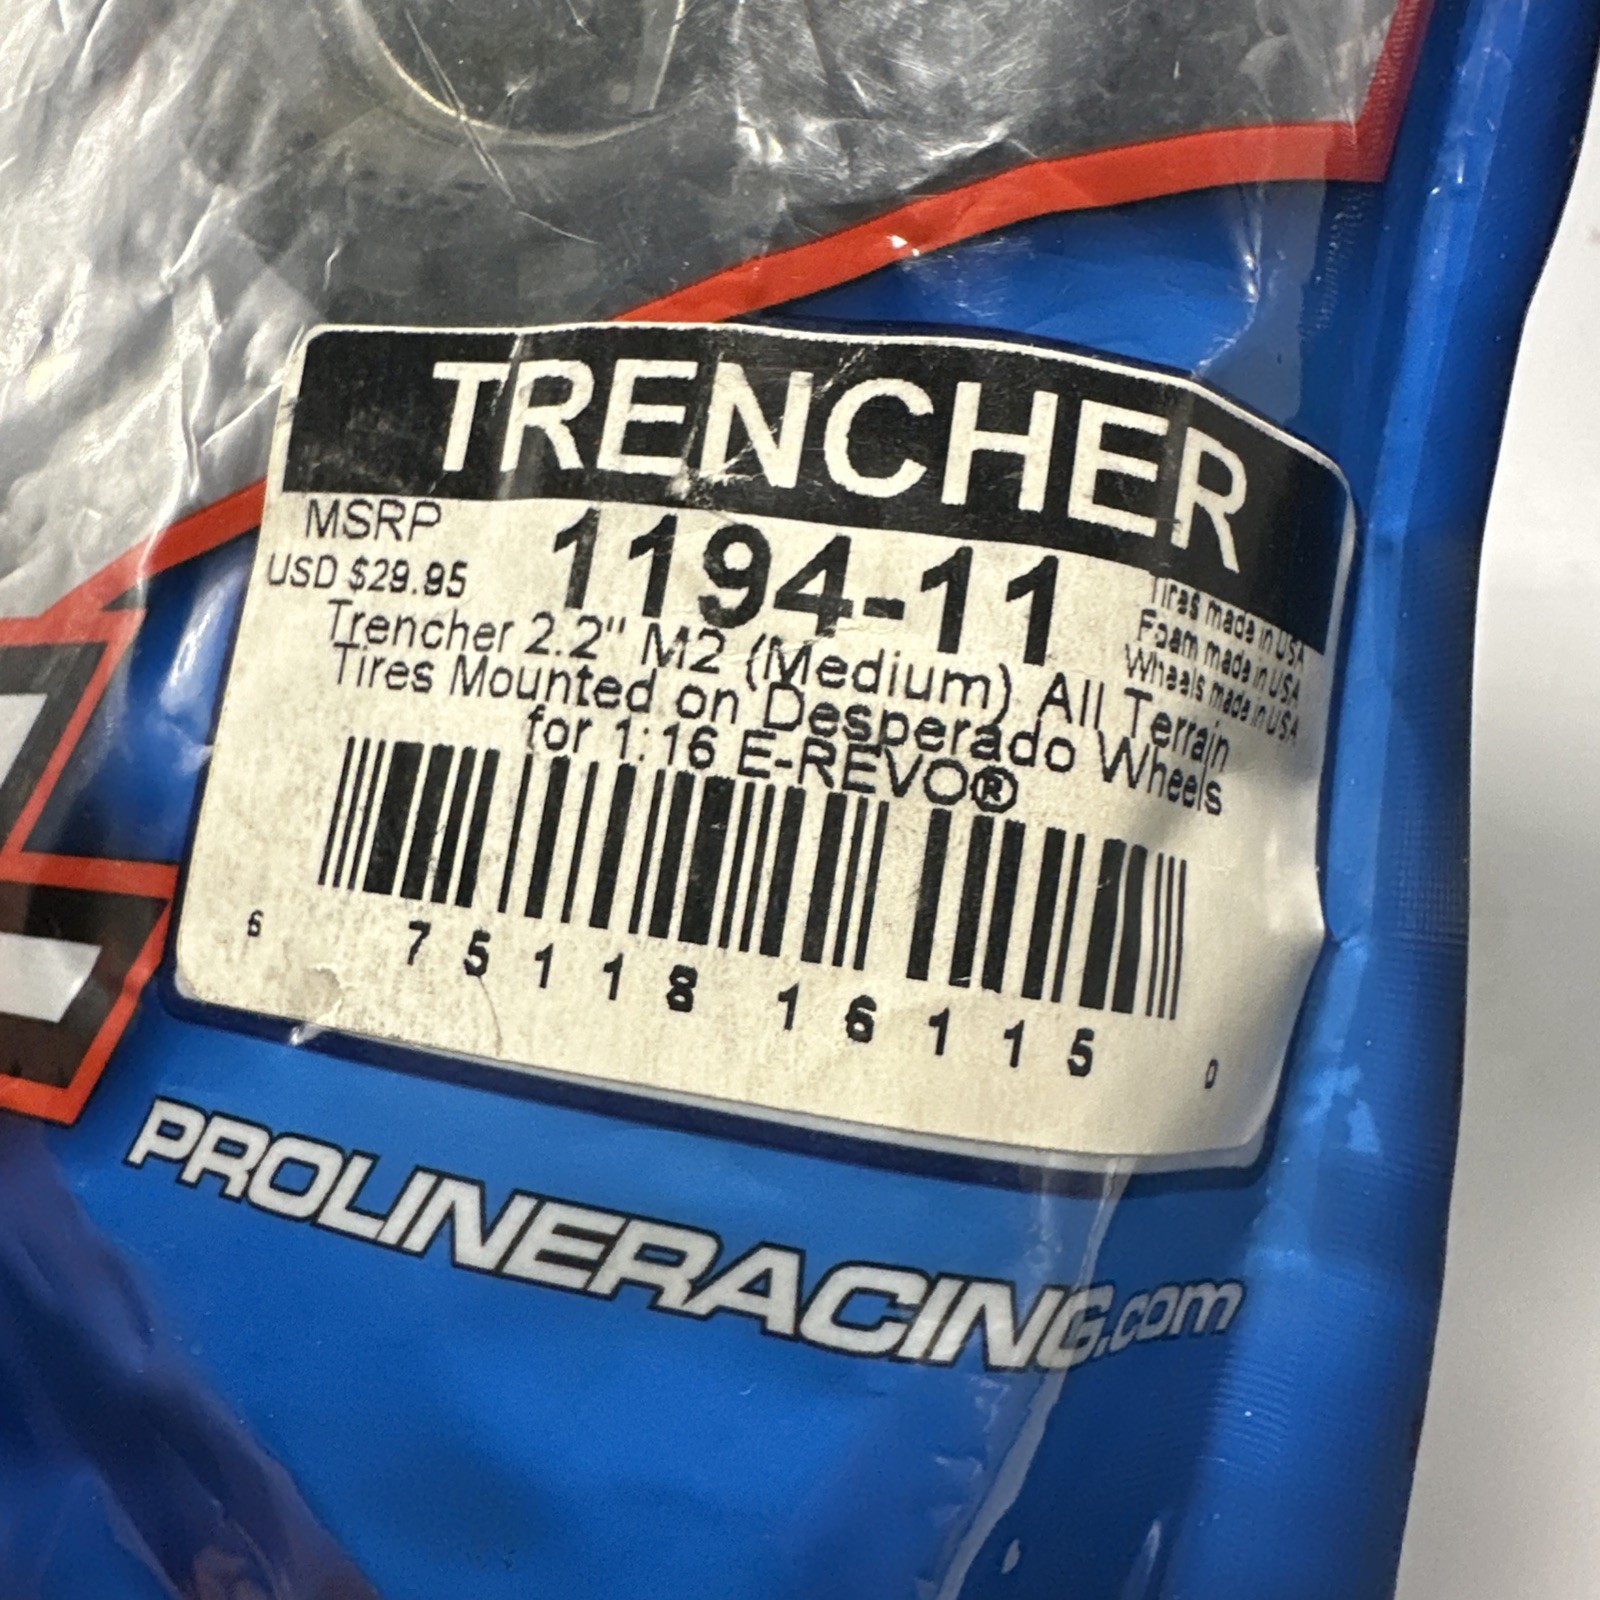 TRENCHER
MSRP
USD $29.95
1194-11
Tires made in USA
Foam made in USA
Wheels made in USA
Trencher 2.2" M2 (Medium) All Terrain
Tires Mounted on Desperado Wheels
for 1:16 E-REVO®
6 75118 16115 0
PROLINERACING.com